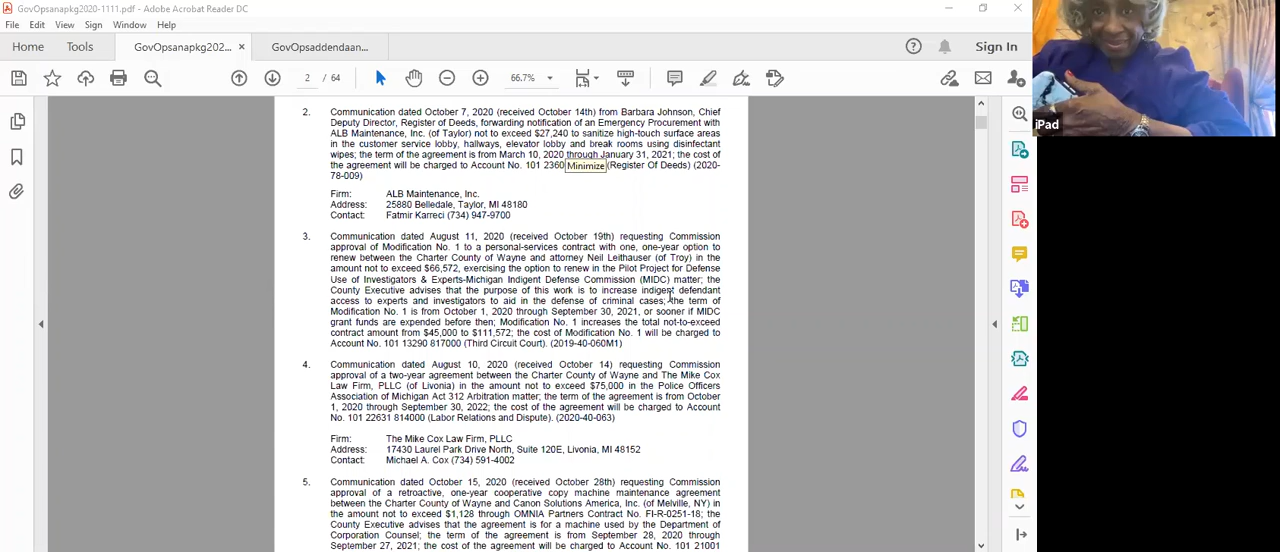 GovOpsanapkg2020-1111.pdf - Adobe Acrobat Reader DC
File Edit View Sign Window Help
Home Tools GovOpsanapkg202... × GovOpsaddendaan... Sign In
2 / 64 66.7%
2. Communication dated October 7, 2020 (received October 14th) from Barbara Johnson, Chief
Deputy Director, Register of Deeds, forwarding notification of an Emergency Procurement with
ALB Maintenance, Inc. (of Taylor) not to exceed $27,240 to sanitize high-touch surface areas
in the customer service lobby, hallways, elevator lobby and break rooms using disinfectant
wipes; the term of the agreement is from March 10, 2020 through January 31, 2021; the cost of
the agreement will be charged to Account No. 101 2360 Minimize (Register Of Deeds) (2020-
78-009)
Firm: ALB Maintenance, Inc.
Address: 25880 Belledale, Taylor, MI 48180
Contact: Fatmir Karreci (734) 947-9700
3. Communication dated August 11, 2020 (received October 19th) requesting Commission
approval of Modification No. 1 to a personal-services contract with one, one-year option to
renew between the Charter County of Wayne and attorney Neil Leithauser (of Troy) in the
amount not to exceed $66,572, exercising the option to renew in the Pilot Project for Defense
Use of Investigators & Experts-Michigan Indigent Defense Commission (MIDC) matter; the
County Executive advises that the purpose of this work is to increase indigent defendant
access to experts and investigators to aid in the defense of criminal cases; the term of
Modification No. 1 is from October 1, 2020 through September 30, 2021, or sooner if MIDC
grant funds are expended before then; Modification No. 1 increases the total not-to-exceed
contract amount from $45,000 to $111,572; the cost of Modification No. 1 will be charged to
Account No. 101 13290 817000 (Third Circuit Court). (2019-40-060M1)
4. Communication dated August 10, 2020 (received October 14) requesting Commission
approval of a two-year agreement between the Charter County of Wayne and The Mike Cox
Law Firm, PLLC (of Livonia) in the amount not to exceed $75,000 in the Police Officers
Association of Michigan Act 312 Arbitration matter; the term of the agreement is from October
1, 2020 through September 30, 2022; the cost of the agreement will be charged to Account
No. 101 22631 814000 (Labor Relations and Dispute). (2020-40-063)
Firm: The Mike Cox Law Firm, PLLC
Address: 17430 Laurel Park Drive North, Suite 120E, Livonia, MI 48152
Contact: Michael A. Cox (734) 591-4002
5. Communication dated October 15, 2020 (received October 28th) requesting Commission
approval of a retroactive, one-year cooperative copy machine maintenance agreement
between the Charter County of Wayne and Canon Solutions America, Inc. (of Melville, NY) in
the amount not to exceed $1,128 through OMNIA Partners Contract No. FI-R-0251-18; the
County Executive advises that the agreement is for a machine used by the Department of
Corporation Counsel; the term of the agreement is from September 28, 2020 through
September 27, 2021; the cost of the agreement will be charged to Account No. 101 21001
iPad